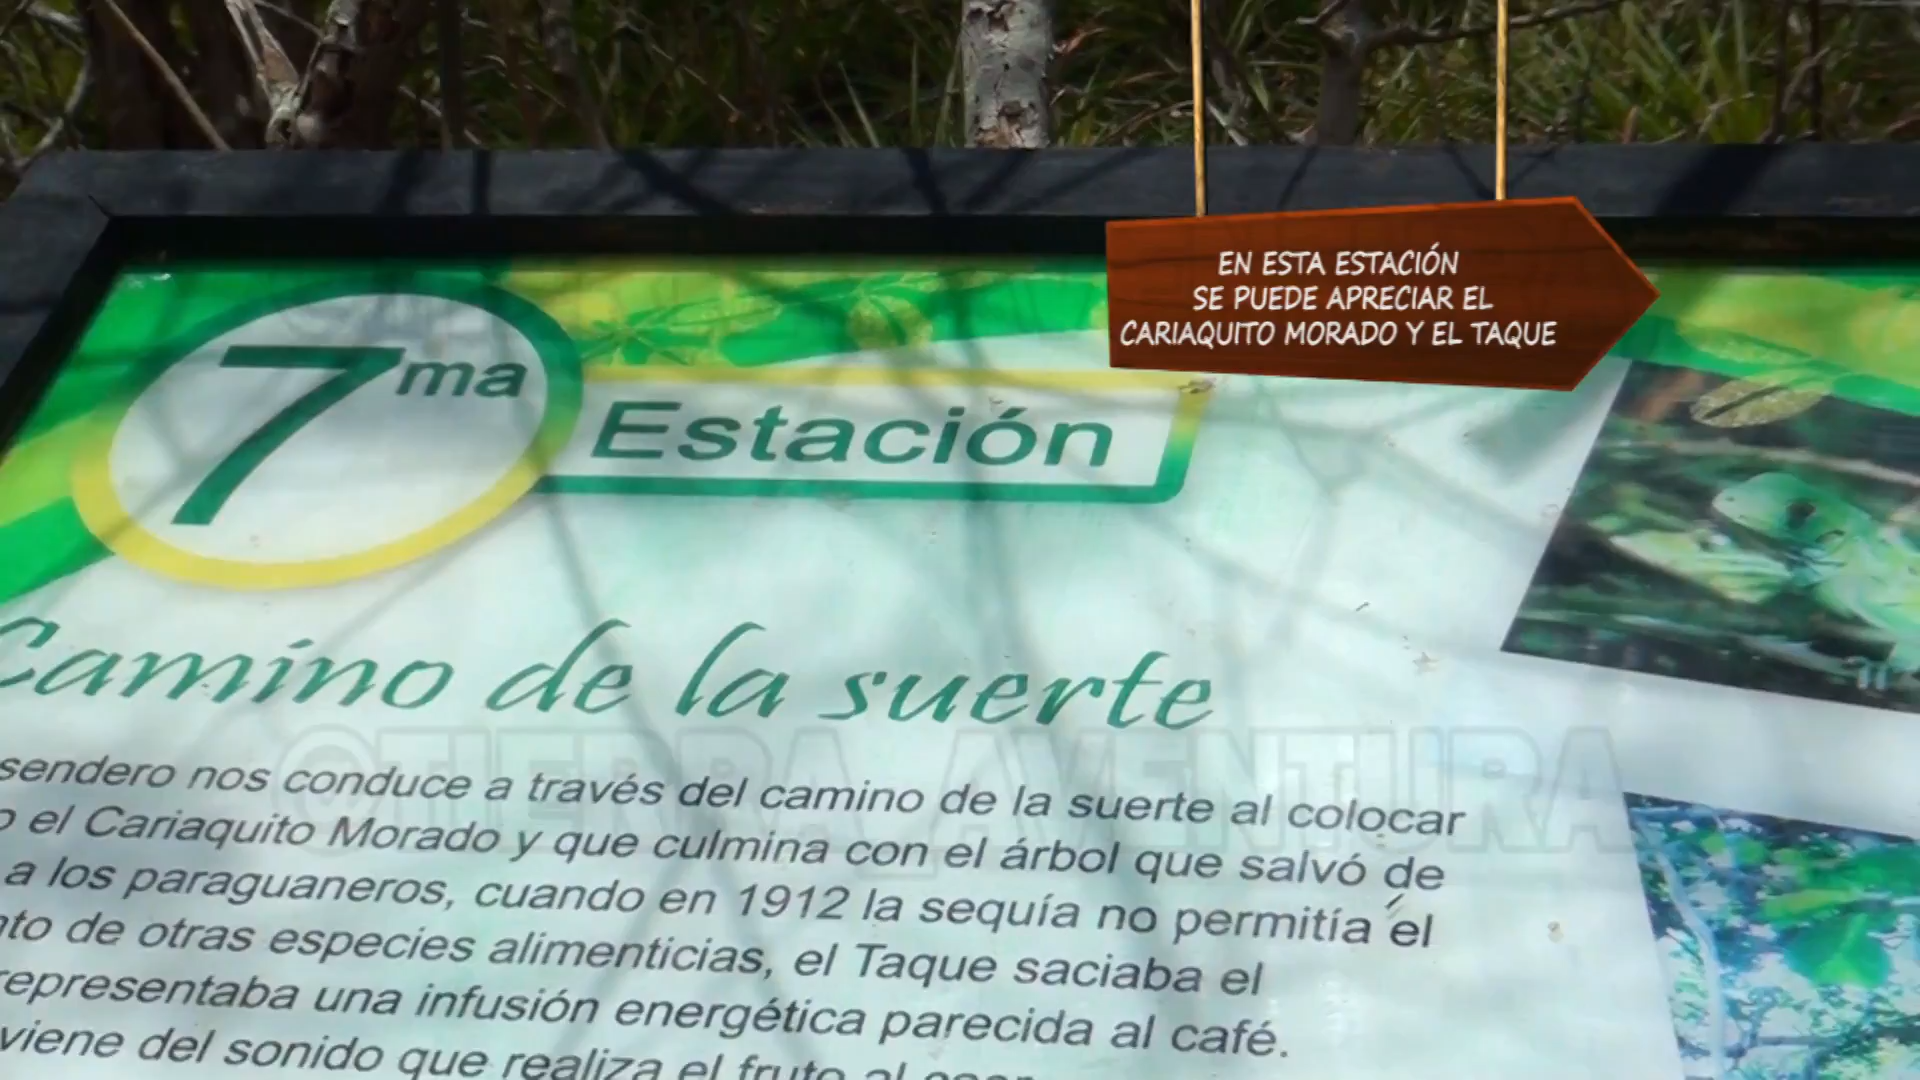 EN ESTA ESTACIÓN
SE PUEDE APRECIAR EL
CARIAQUITO MORADO Y EL TAQUE
7ma
Estación
Camino de la suerte
sendero nos conduce a través del camino de la suerte al colocar
el Cariaquito Morado y que culmina con el árbol que salvó de
a los paraguaneros, cuando en 1912 la sequía no permitía el
de otras especies alimenticias, el Taque saciaba el
representaba una infusión energética parecida al café.
viene del sonido que realiza el fruto al caer
@TIERRA_AVENTURA